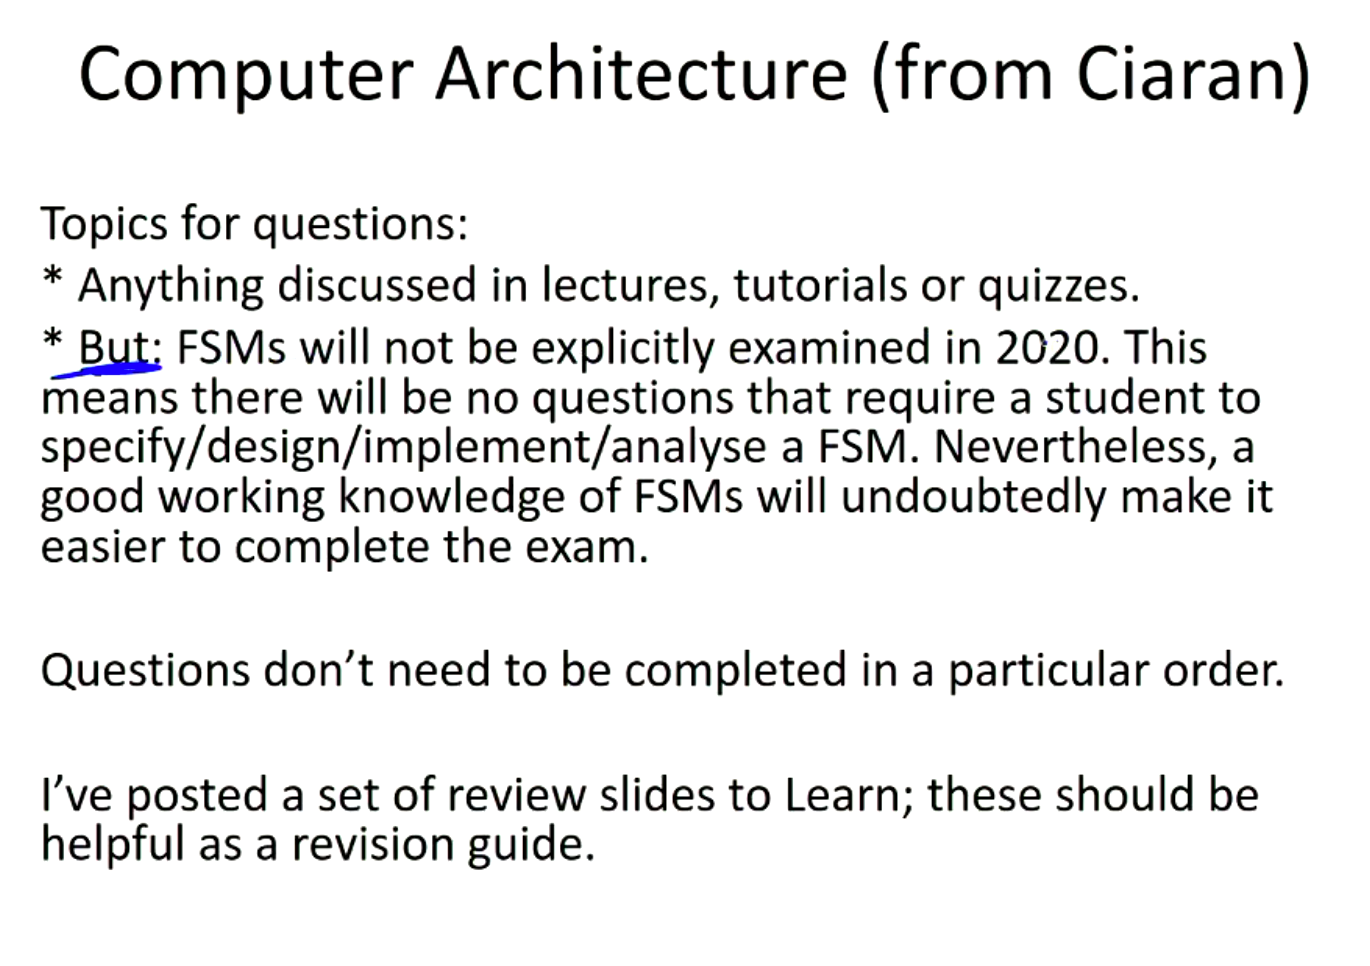 Computer Architecture (from Ciaran)
Topics for questions:
* Anything discussed in lectures, tutorials or quizzes.
* But: FSMs will not be explicitly examined in 2020. This
means there will be no questions that require a student to
specify/design/implement/analyse a FSM. Nevertheless, a
good working knowledge of FSMs will undoubtedly make it
easier to complete the exam.
Questions don’t need to be completed in a particular order.
I’ve posted a set of review slides to Learn; these should be
helpful as a revision guide.